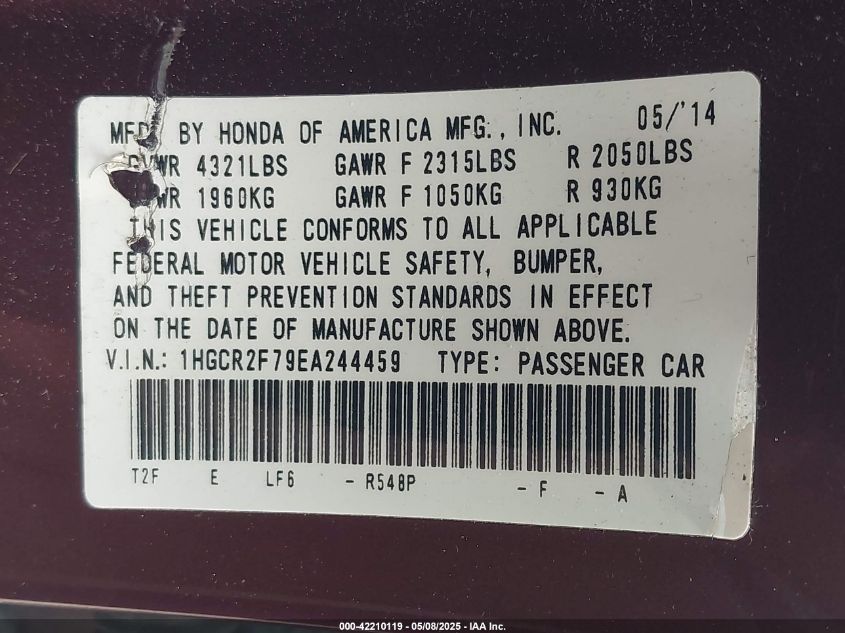 MFD. BY HONDA OF AMERICA MFG., INC. 05/'14
GVWR 4321LBS GAWR F 2315LBS R 2050LBS
WR 1960KG GAWR F 1050KG R 930KG
THIS VEHICLE CONFORMS TO ALL APPLICABLE
FEDERAL MOTOR VEHICLE SAFETY, BUMPER,
AND THEFT PREVENTION STANDARDS IN EFFECT
ON THE DATE OF MANUFACTURE SHOWN ABOVE.
V.I.N.: 1HGCR2F79EA244459 TYPE: PASSENGER CAR
T2F E LF6 - R548P - F - A
000-42210119 - 05/08/2025 - IAA Inc.